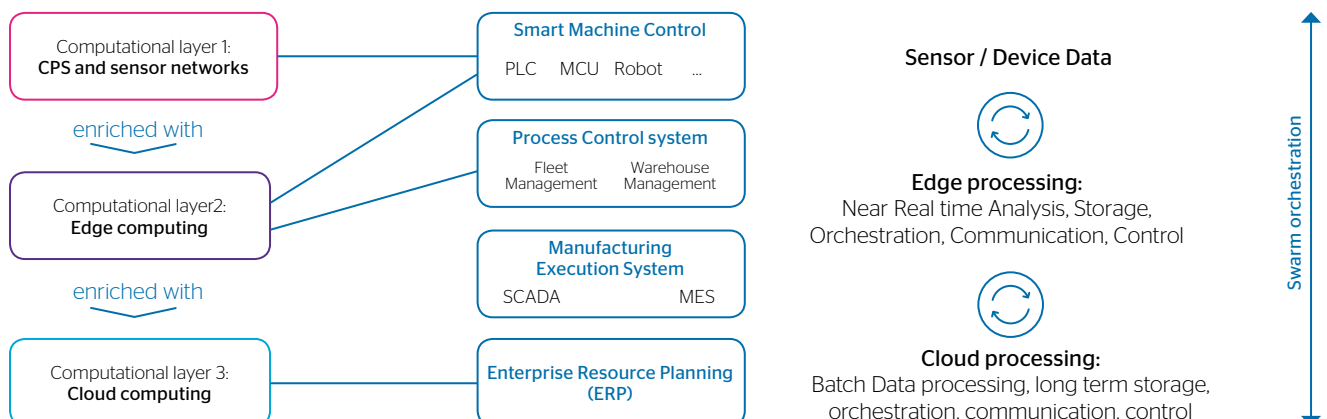 Computational layer 1:
CPS and sensor networks
enriched with
Computational layer2:
Edge computing
enriched with
Computational layer 3:
Cloud computing
Smart Machine Control
PLC MCU Robot ...
Process Control system
Fleet
Management
Warehouse
Management
Manufacturing
Execution System
SCADA MES
Enterprise Resource Planning
(ERP)
Sensor / Device Data
Edge processing:
Near Real time Analysis, Storage,
Orchestration, Communication, Control
Cloud processing:
Batch Data processing, long term storage,
orchestration, communication, control
Swarm orchestration